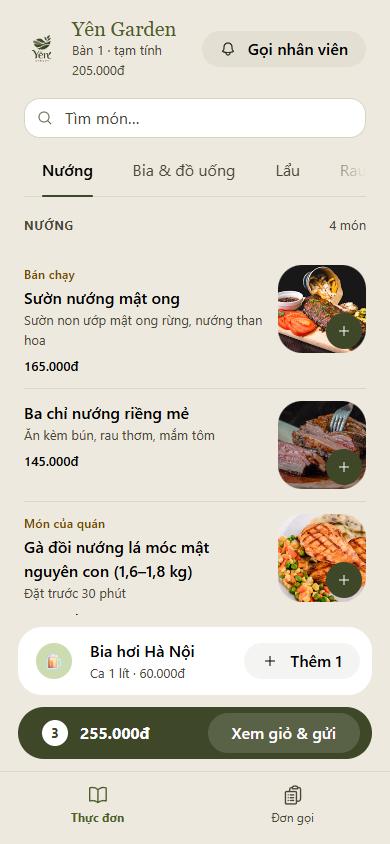 Yên Garden
Bàn 1 · tạm tính
205.000đ
Gọi nhân viên
Yên
Tìm món...
Nướng
Bia & đồ uống
Lẩu
Rau
NƯỚNG
4 món
Bán chạy
Sườn nướng mật ong
Sườn non ướp mật ong rừng, nướng than
hoa
165.000đ
Ba chỉ nướng riềng mẻ
Ăn kèm bún, rau thơm, mắm tôm
145.000đ
Món của quán
Gà đồi nướng lá móc mật
nguyên con (1,6–1,8 kg)
Đặt trước 30 phút
Bia hơi Hà Nội
Ca 1 lít · 60.000đ
+ Thêm 1
3
255.000đ
Xem giỏ & gửi
Thực đơn
Đơn gọi